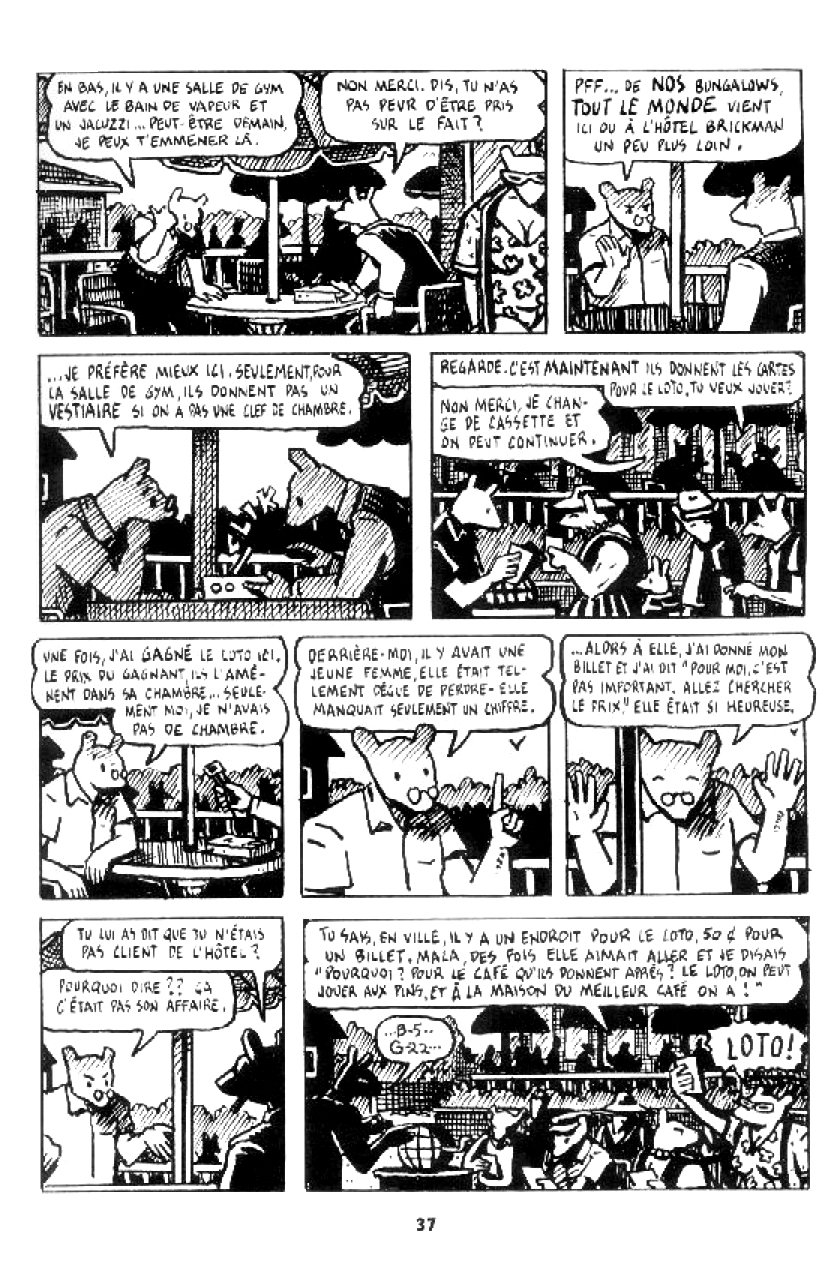 EN BAS, IL Y A UNE SALLE DE GYM
AVEC LE BAIN DE VAPEUR ET
UN JACUZZI... PEUT-ÊTRE DEMAIN,
JE PEUX T'EMMENER LÀ.
NON MERCI. DIS, TU N'AS
PAS PEUR D'ÊTRE PRIS
SUR LE FAIT ?
PFF... DE NOS BUNGALOWS,
TOUT LE MONDE VIENT
ICI OU À L'HÔTEL BRICKMAN
UN PEU PLUS LOIN.
...JE PRÉFÈRE MIEUX ICI. SEULEMENT, POUR
LA SALLE DE GYM, ILS DONNENT PAS UN
VESTIAIRE SI ON A PAS UNE CLEF DE CHAMBRE.
REGARDE. C'EST MAINTENANT ILS DONNENT LES CARTES
POUR LE LOTO, TU VEUX JOUER ?
NON MERCI, JE CHAN-
GE DE CASSETTE ET
ON PEUT CONTINUER.
UNE FOIS, J'AI GAGNÉ LE LOTO ICI.
LE PRIX DU GAGNANT, ILS L'AMÉ-
NENT DANS SA CHAMBRE... SEULE-
MENT MOI, JE N'AVAIS
PAS DE CHAMBRE.
DERRIÈRE-MOI, IL Y AVAIT UNE
JEUNE FEMME, ELLE ÉTAIT TEL-
LEMENT DÉÇUE DE PERDRE - ELLE
MANQUAIT SEULEMENT UN CHIFFRE.
...ALORS À ELLE, J'AI DONNÉ MON
BILLET ET J'AI DIT "POUR MOI, C'EST
PAS IMPORTANT. ALLEZ CHERCHER
LE PRIX." ELLE ÉTAIT SI HEUREUSE.
TU LUI AS DIT QUE TU N'ÉTAIS
PAS CLIENT DE L'HÔTEL ?
POURQUOI DIRE ?? ÇA
C'ÉTAIT PAS SON AFFAIRE.
TU SAIS, EN VILLE, IL Y A UN ENDROIT POUR LE LOTO, 50 ¢ POUR
UN BILLET. MALA, DES FOIS ELLE AIMAIT ALLER ET JE DISAIS
"POURQUOI ? POUR LE CAFÉ QU'ILS DONNENT APRÈS ? LE LOTO, ON PEUT
JOUER AUX PINS, ET À LA MAISON DU MEILLEUR CAFÉ ON A !"
...B-5...
G-22...
LOTO!
37